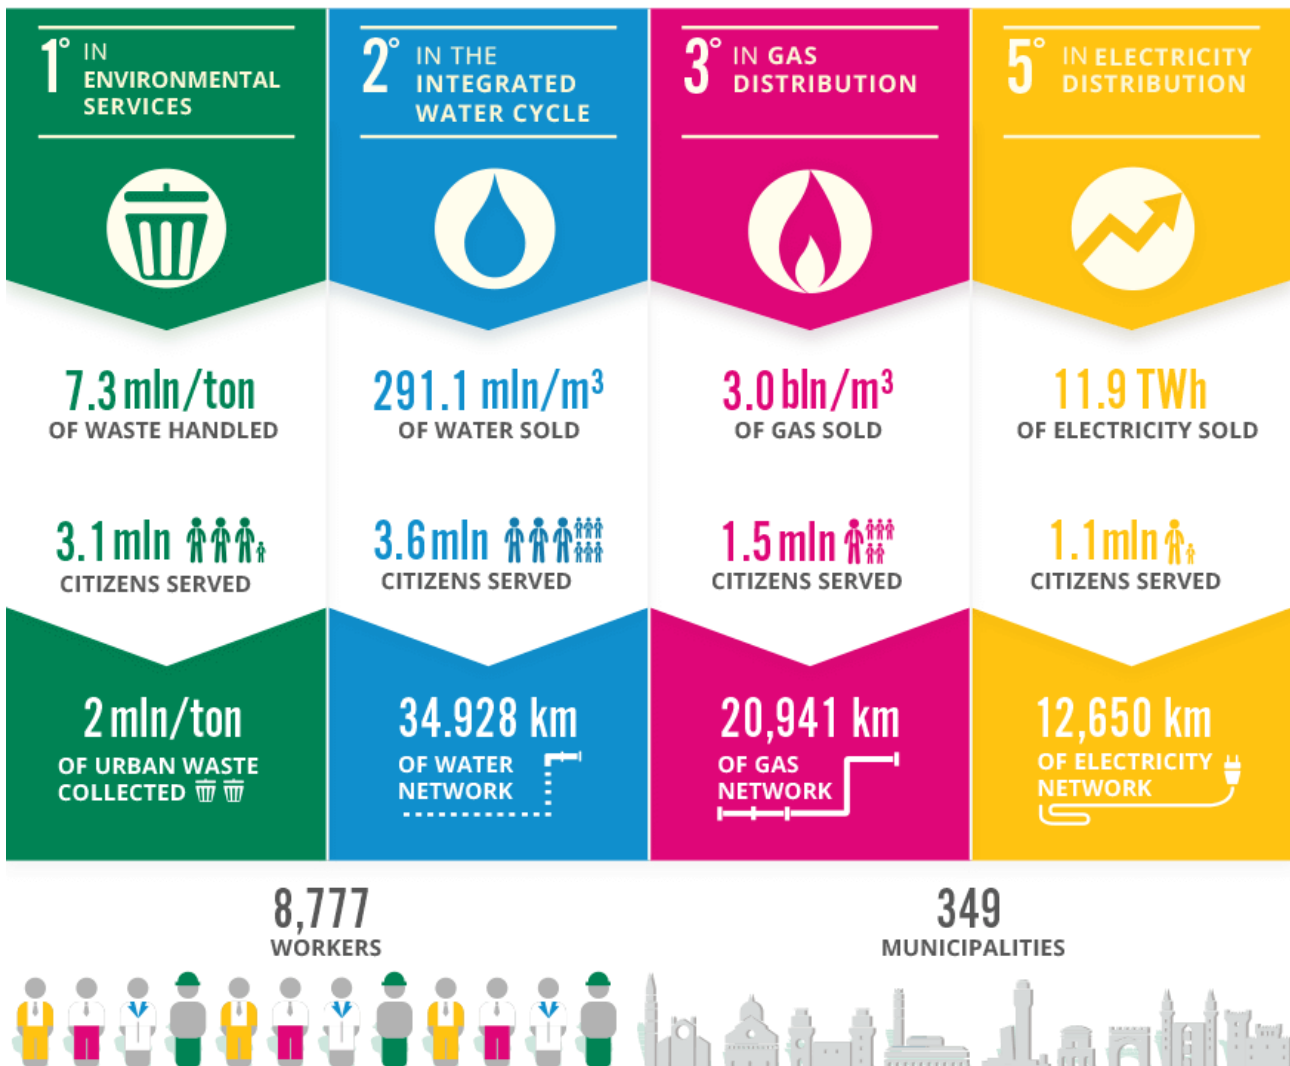 1° IN
ENVIRONMENTAL
SERVICES
7.3 mln/ton
OF WASTE HANDLED
3.1 mln
CITIZENS SERVED
2 mln/ton
OF URBAN WASTE
COLLECTED
2° IN THE
INTEGRATED
WATER CYCLE
291.1 mln/m³
OF WATER SOLD
3.6 mln
CITIZENS SERVED
34.928 km
OF WATER
NETWORK
3° IN GAS
DISTRIBUTION
3.0 bln/m³
OF GAS SOLD
1.5 mln
CITIZENS SERVED
20,941 km
OF GAS
NETWORK
5° IN ELECTRICITY
DISTRIBUTION
11.9 TWh
OF ELECTRICITY SOLD
1.1 mln
CITIZENS SERVED
12,650 km
OF ELECTRICITY
NETWORK
8,777
WORKERS
349
MUNICIPALITIES